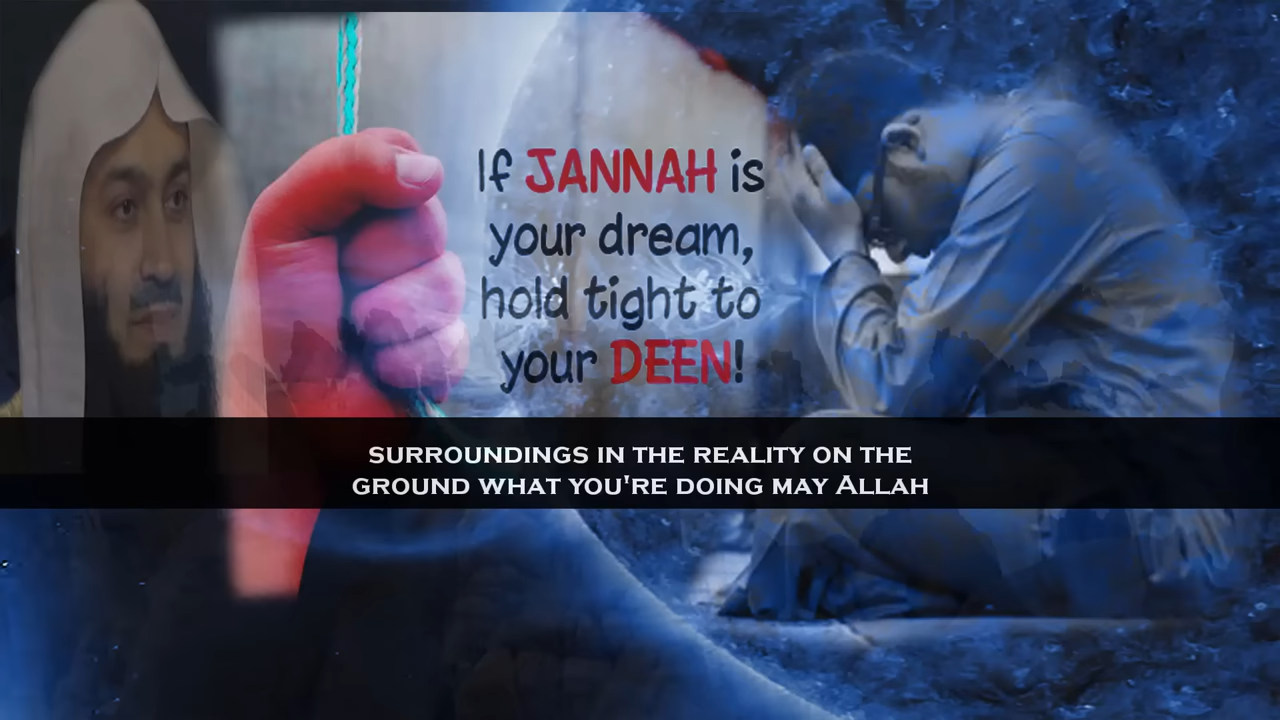 If JANNAH is
your dream,
hold tight to
your DEEN!
SURROUNDINGS IN THE REALITY ON THE
GROUND WHAT YOU'RE DOING MAY ALLAH